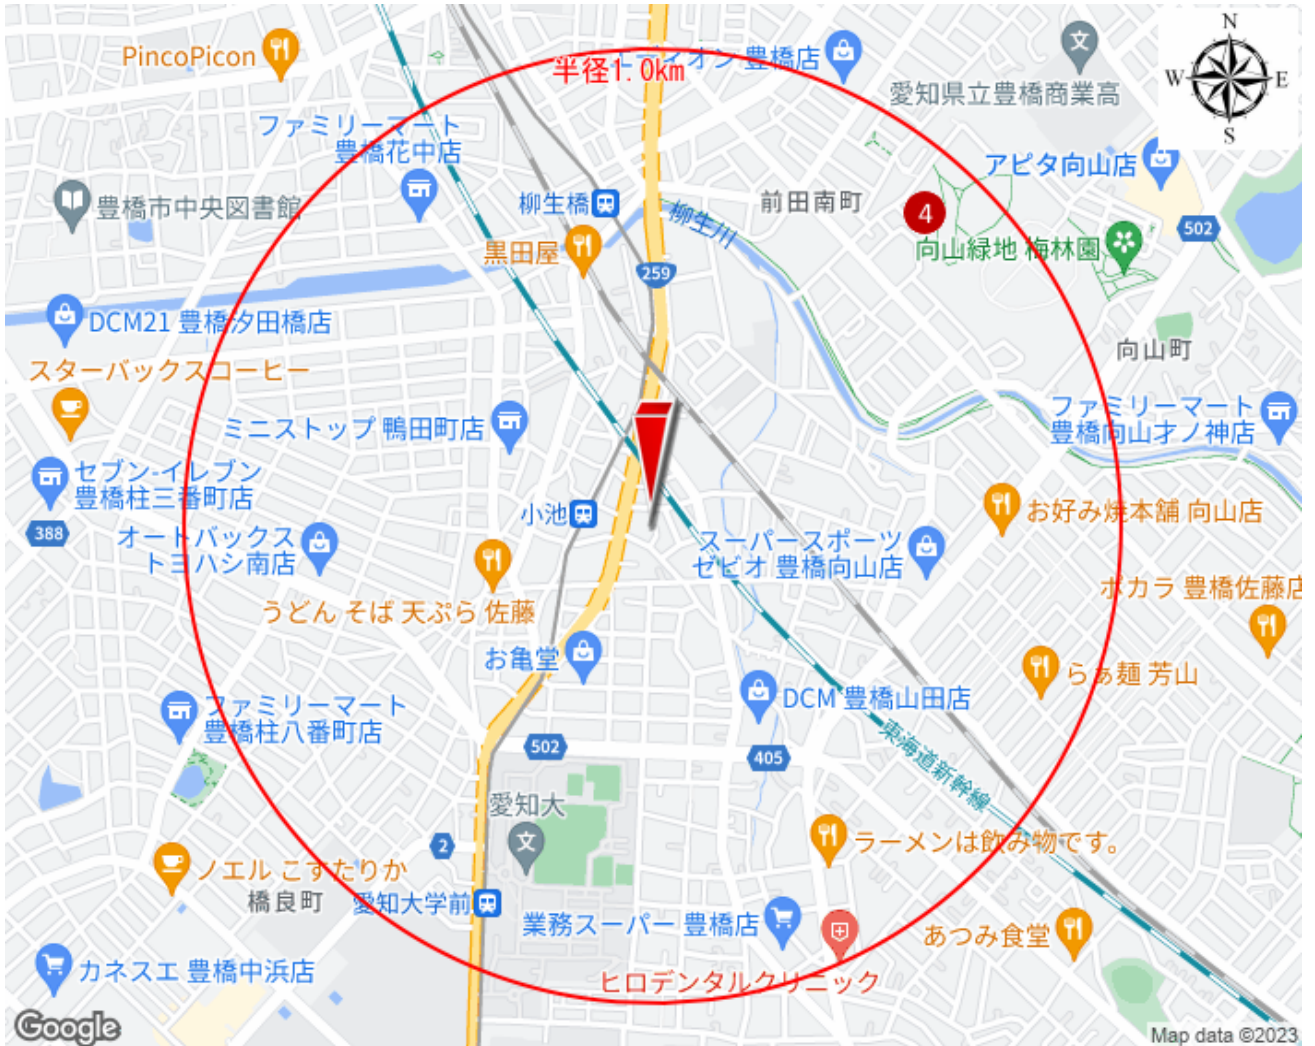 N
W
E
S
半径1.0km
ィオン 豊橋店
PincoPicon
愛知県立豊橋商業高
ファミリーマート
豊橋花中店
アピタ向山店
豊橋市中央図書館
柳生橋
前田南町
4
柳生川
502
黒田屋
向山緑地 梅林園
259
DCM21 豊橋汐田橋店
向山町
スターバックスコーヒー
ファミリーマート
豊橋向山才ノ神店
ミニストップ 鴨田町店
セブン-イレブン
豊橋柱三番町店
小池
お好み焼本舗 向山店
388
オートバックス
トヨハシ南店
スーパースポーツ
ゼビオ 豊橋向山店
ポカラ 豊橋佐藤店
うどん そば 天ぷら 佐藤
お亀堂
らぁ麺 芳山
DCM 豊橋山田店
ファミリーマート
豊橋柱八番町店
502
405
東海道新幹線
愛知大
2
ラーメンは飲み物です。
ノエル こすたりか
橋良町
愛知大学前
業務スーパー 豊橋店
あつみ食堂
カネスエ 豊橋中浜店
ヒロデンタルクリニック
Google
Map data ©2023